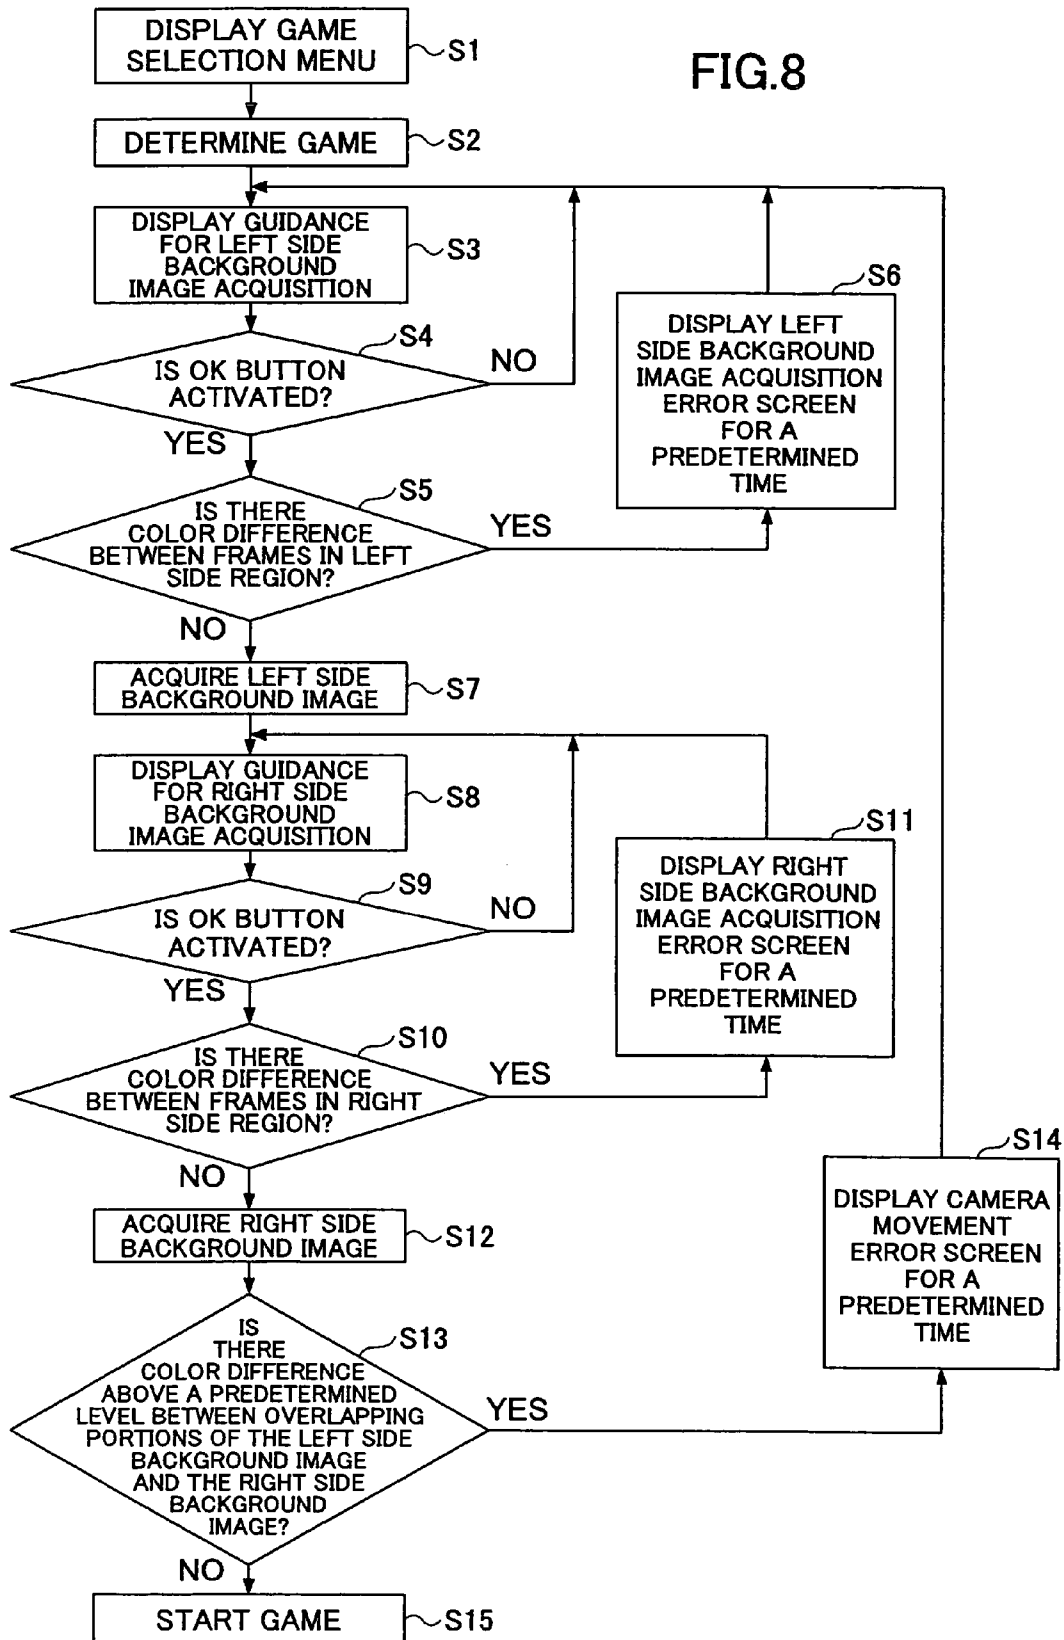 DISPLAY GAME
SELECTION MENU
S1
FIG.8
DETERMINE GAME
S2
DISPLAY GUIDANCE
FOR LEFT SIDE
BACKGROUND
IMAGE ACQUISITION
S3
S6
DISPLAY LEFT
SIDE BACKGROUND
IMAGE ACQUISITION
ERROR SCREEN
FOR A
PREDETERMINED
TIME
S4
IS OK BUTTON
ACTIVATED?
NO
YES
S5
IS THERE
COLOR DIFFERENCE
BETWEEN FRAMES IN LEFT
SIDE REGION?
YES
NO
ACQUIRE LEFT SIDE
BACKGROUND IMAGE
S7
DISPLAY GUIDANCE
FOR RIGHT SIDE
BACKGROUND
IMAGE ACQUISITION
S8
S11
DISPLAY RIGHT
SIDE BACKGROUND
IMAGE ACQUISITION
ERROR SCREEN
FOR A
PREDETERMINED
TIME
S9
IS OK BUTTON
ACTIVATED?
NO
YES
S10
IS THERE
COLOR DIFFERENCE
BETWEEN FRAMES IN RIGHT
SIDE REGION?
YES
NO
ACQUIRE RIGHT SIDE
BACKGROUND IMAGE
S12
S14
DISPLAY CAMERA
MOVEMENT
ERROR SCREEN
FOR A
PREDETERMINED
TIME
S13
IS
THERE
COLOR DIFFERENCE
ABOVE A PREDETERMINED
LEVEL BETWEEN OVERLAPPING
PORTIONS OF THE LEFT SIDE
BACKGROUND IMAGE
AND THE RIGHT SIDE
BACKGROUND
IMAGE?
YES
NO
START GAME
S15